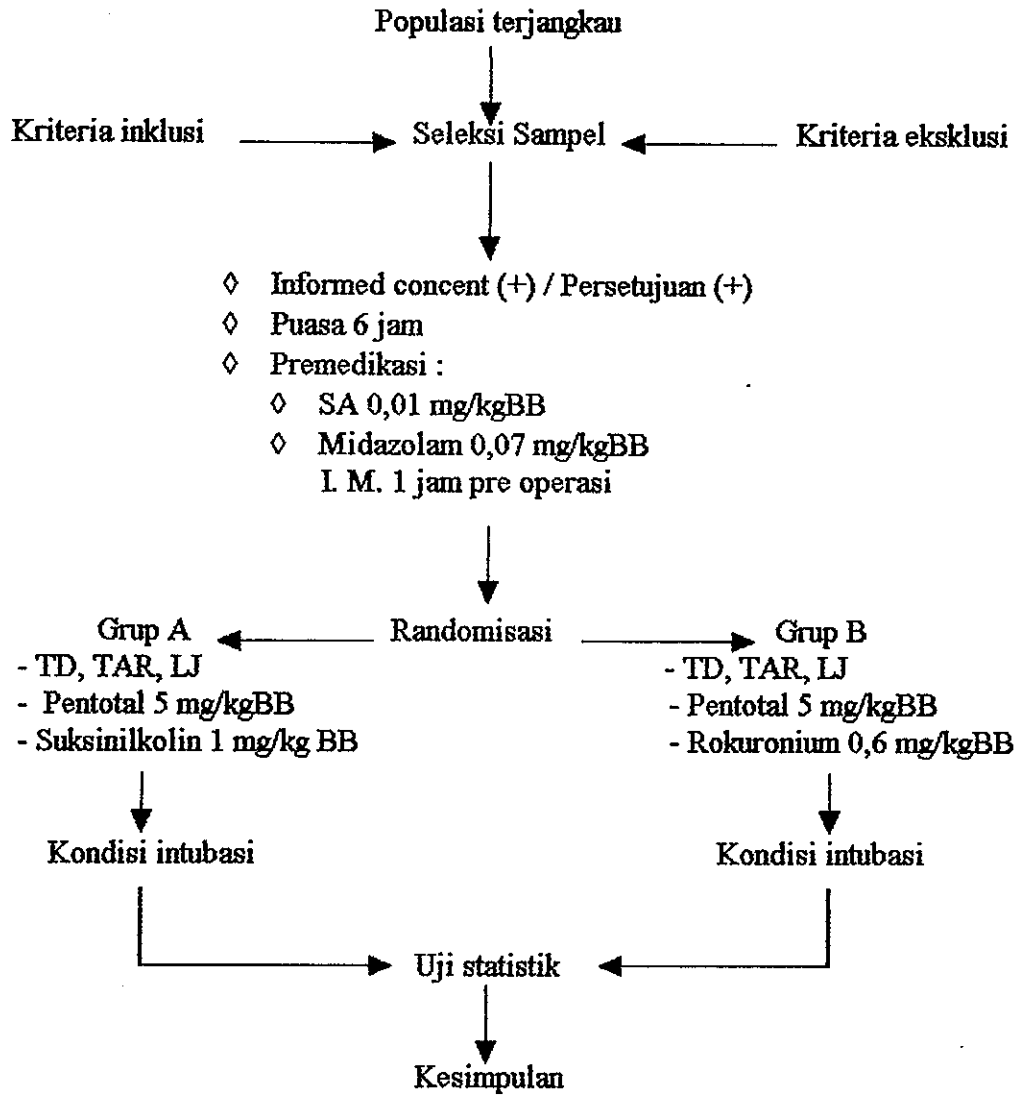 Populasi terjangkau
Kriteria inklusi
Seleksi Sampel
Kriteria eksklusi
◊ Informed concent (+) / Persetujuan (+)
◊ Puasa 6 jam
◊ Premedikasi :
◊ SA 0,01 mg/kgBB
◊ Midazolam 0,07 mg/kgBB
I. M. 1 jam pre operasi
Randomisasi
Grup A
- TD, TAR, LJ
- Pentotal 5 mg/kgBB
- Suksinilkolin 1 mg/kg BB
Grup B
- TD, TAR, LJ
- Pentotal 5 mg/kgBB
- Rokuronium 0,6 mg/kgBB
Kondisi intubasi
Kondisi intubasi
Uji statistik
Kesimpulan